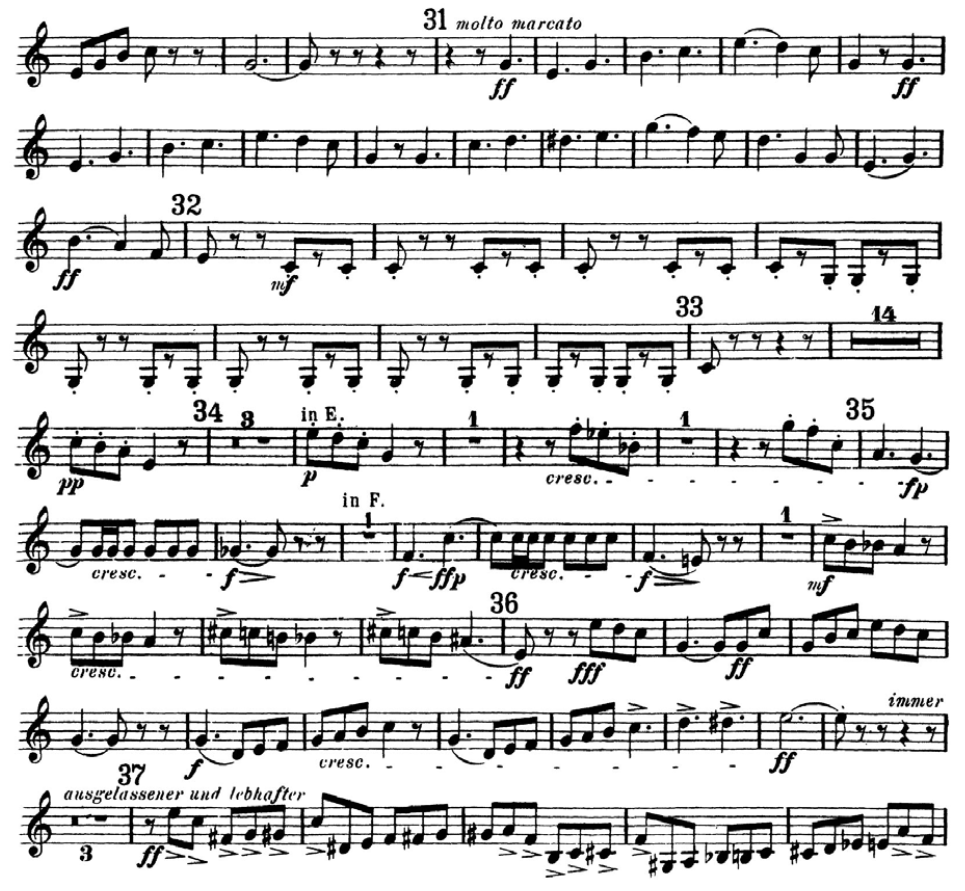 31 molto marcato
ff ff
32
ff mf
33
14
34 3 in E. 1 1 35
pp p cresc. fp
in F.
1 1
cresc. f f ffp cresc. f mf
36
cresc. ff fff ff
immer
f cresc. ff
37
ausgelassener und lebhafter
3 ff